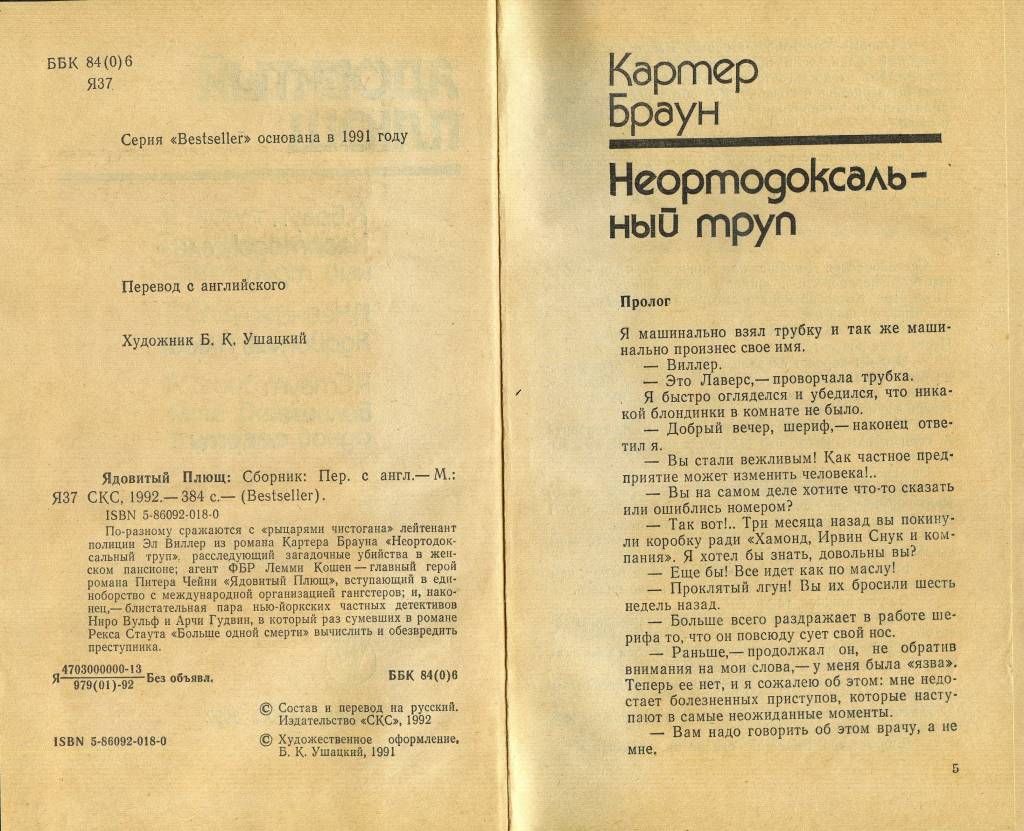 ББК 84(0)6
Я37
Серия «Bestseller» основана в 1991 году
Перевод с английского
Художник Б. К. Ушацкий
Ядовитый Плющ: Сборник: Пер. с англ.— М.:
Я37 СКС, 1992.— 384 с.— (Bestseller).
ISBN 5-86092-018-0
По-разному сражаются с «рыцарями чистогана» лейтенант
полиции Эл Виллер из романа Картера Брауна «Неортодок-
сальный труп», расследующий загадочные убийства в жен-
ском пансионе; агент ФБР Лемми Кошен — главный герой
романа Питера Чейни «Ядовитый Плющ», вступающий в еди-
ноборство с международной организацией гангстеров; и, нако-
нец,— блистательная пара нью-йоркских частных детективов
Ниро Вульф и Арчи Гудвин, в который раз сумевших в романе
Рекса Стаута «Больше одной смерти» вычислить и обезвредить
преступника.
Я 4703000000-13
979(01)-92 Без объявл.
ББК 84(0)6
© Состав и перевод на русский.
Издательство «СКС», 1992
ISBN 5-86092-018-0
© Художественное оформление.
Б. К. Ушацкий, 1991
Картер
Браун
Неортодоксаль-
ный труп
Пролог
Я машинально взял трубку и так же маши-
нально произнес свое имя.
— Виллер.
— Это Лаверс,— проворчала трубка.
Я быстро огляделся и убедился, что ника-
кой блондинки в комнате не было.
— Добрый вечер, шериф,— наконец отве-
тил я.
— Вы стали вежливым! Как частное пред-
приятие может изменить человека!..
— Вы на самом деле хотите что-то сказать
или ошиблись номером?
— Так вот!.. Три месяца назад вы покину-
ли коробку ради «Хамонд, Ирвин Снук и ком-
пания». Я хотел бы знать, довольны вы?
— Еще бы! Все идет как по маслу!
— Проклятый лгун! Вы их бросили шесть
недель назад.
— Больше всего раздражает в работе ше-
рифа то, что он повсюду сует свой нос.
— Раньше,— продолжал он, не обратив
внимания на мои слова,— у меня была «язва».
Теперь ее нет, и я сожалею об этом: мне недо-
стает болезненных приступов, которые насту-
пают в самые неожиданные моменты.
— Вам надо говорить об этом врачу, а не
мне.
5